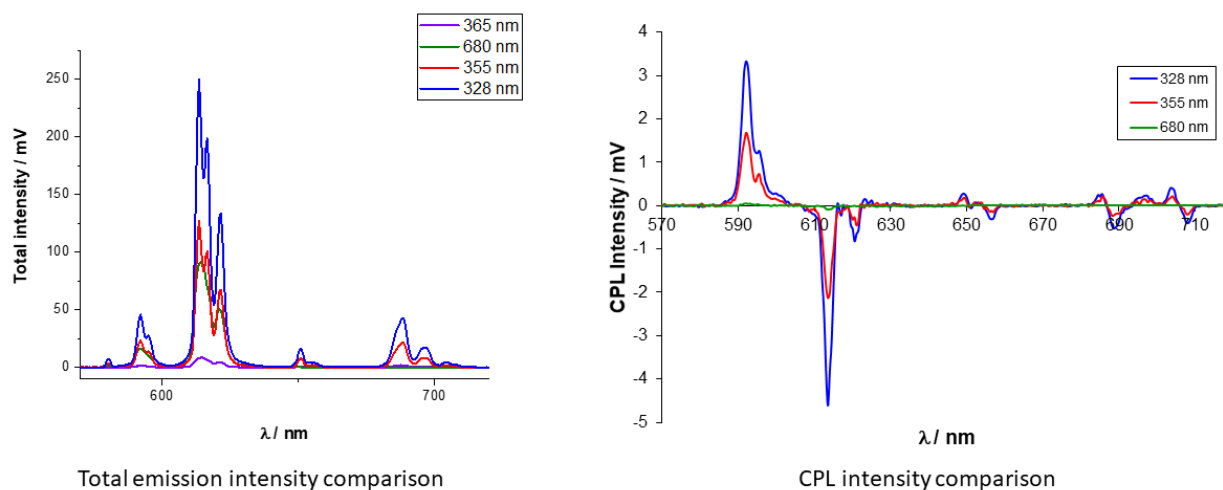 365 nm
680 nm
355 nm
328 nm
250
200
150
100
50
0
Total intensity / mV
600
700
λ / nm
Total emission intensity comparison
4
3
2
1
0
-1
-2
-3
-4
-5
CPL Intensity / mV
328 nm
355 nm
680 nm
570
590
610
630
650
670
690
710
λ / nm
CPL intensity comparison